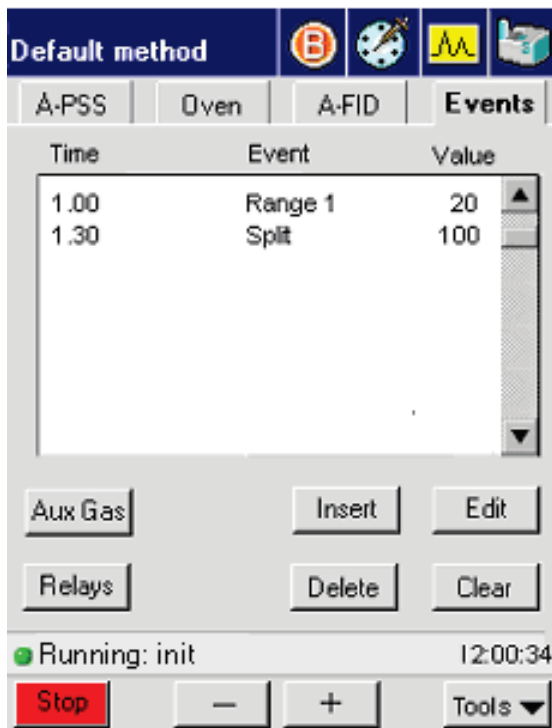 Default method B
A-PSS Oven A-FID Events
Time Event Value
1.00 Range 1 20
1.30 Split 100
Aux Gas Insert Edit
Relays Delete Clear
Running: init 12:00:34
Stop − + Tools